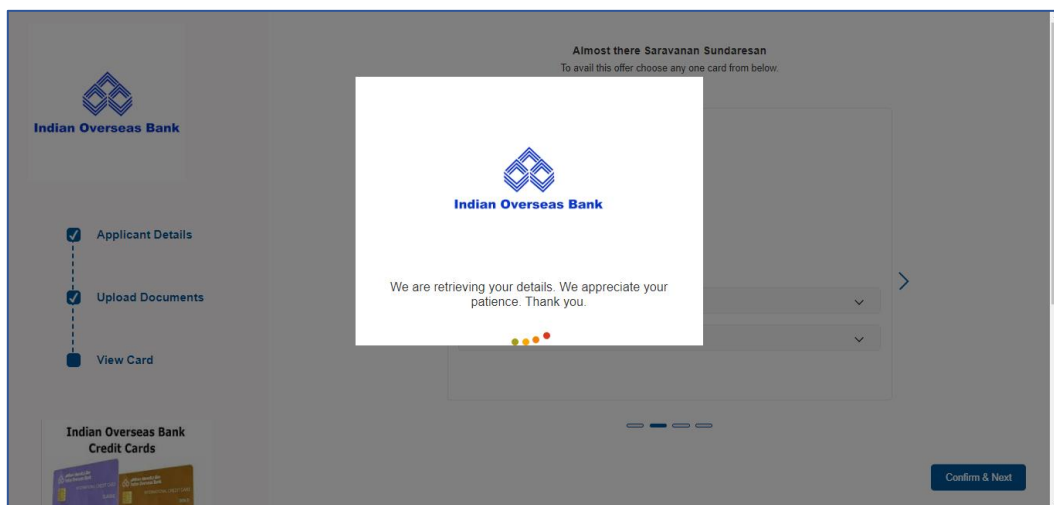 Indian Overseas Bank
Applicant Details
Upload Documents
View Card
Indian Overseas Bank
Credit Cards
Almost there Saravanan Sundaresan
To avail this offer choose any one card from below.
Indian Overseas Bank
We are retrieving your details. We appreciate your
patience. Thank you.
Confirm & Next